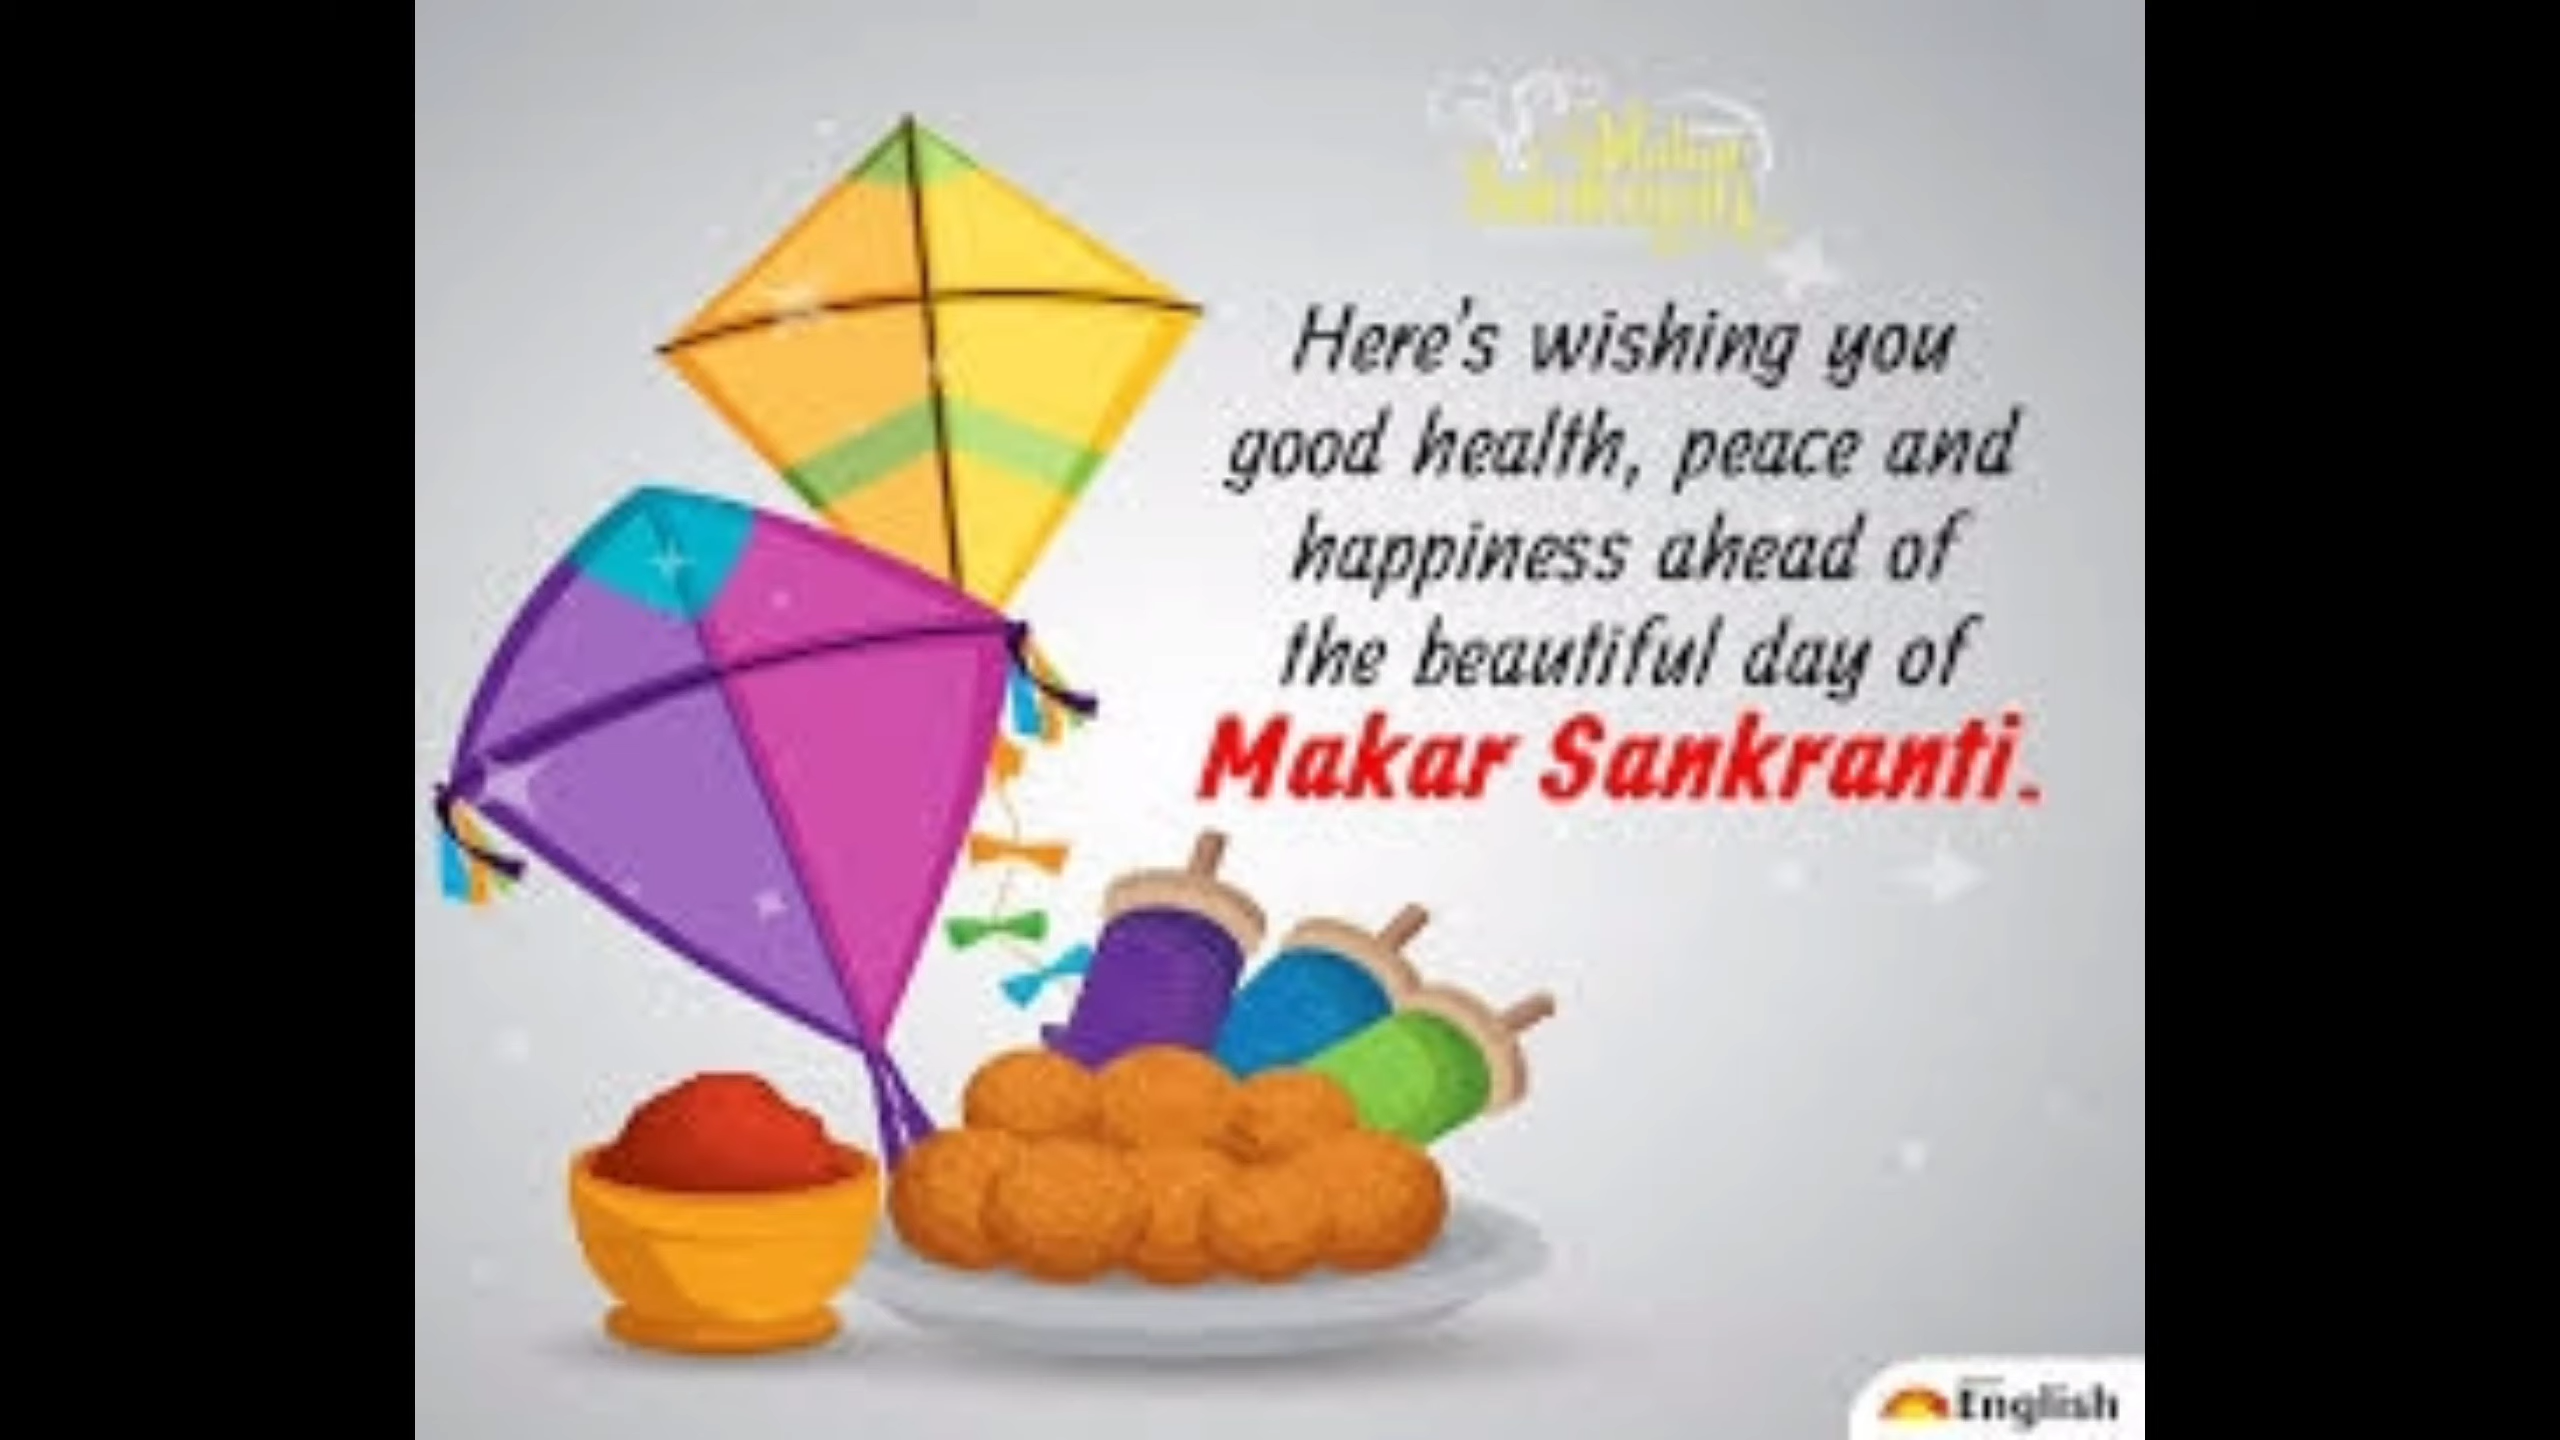 Here's wishing you
good health, peace and
happiness ahead of
the beautiful day of
Makar Sankranti.
English